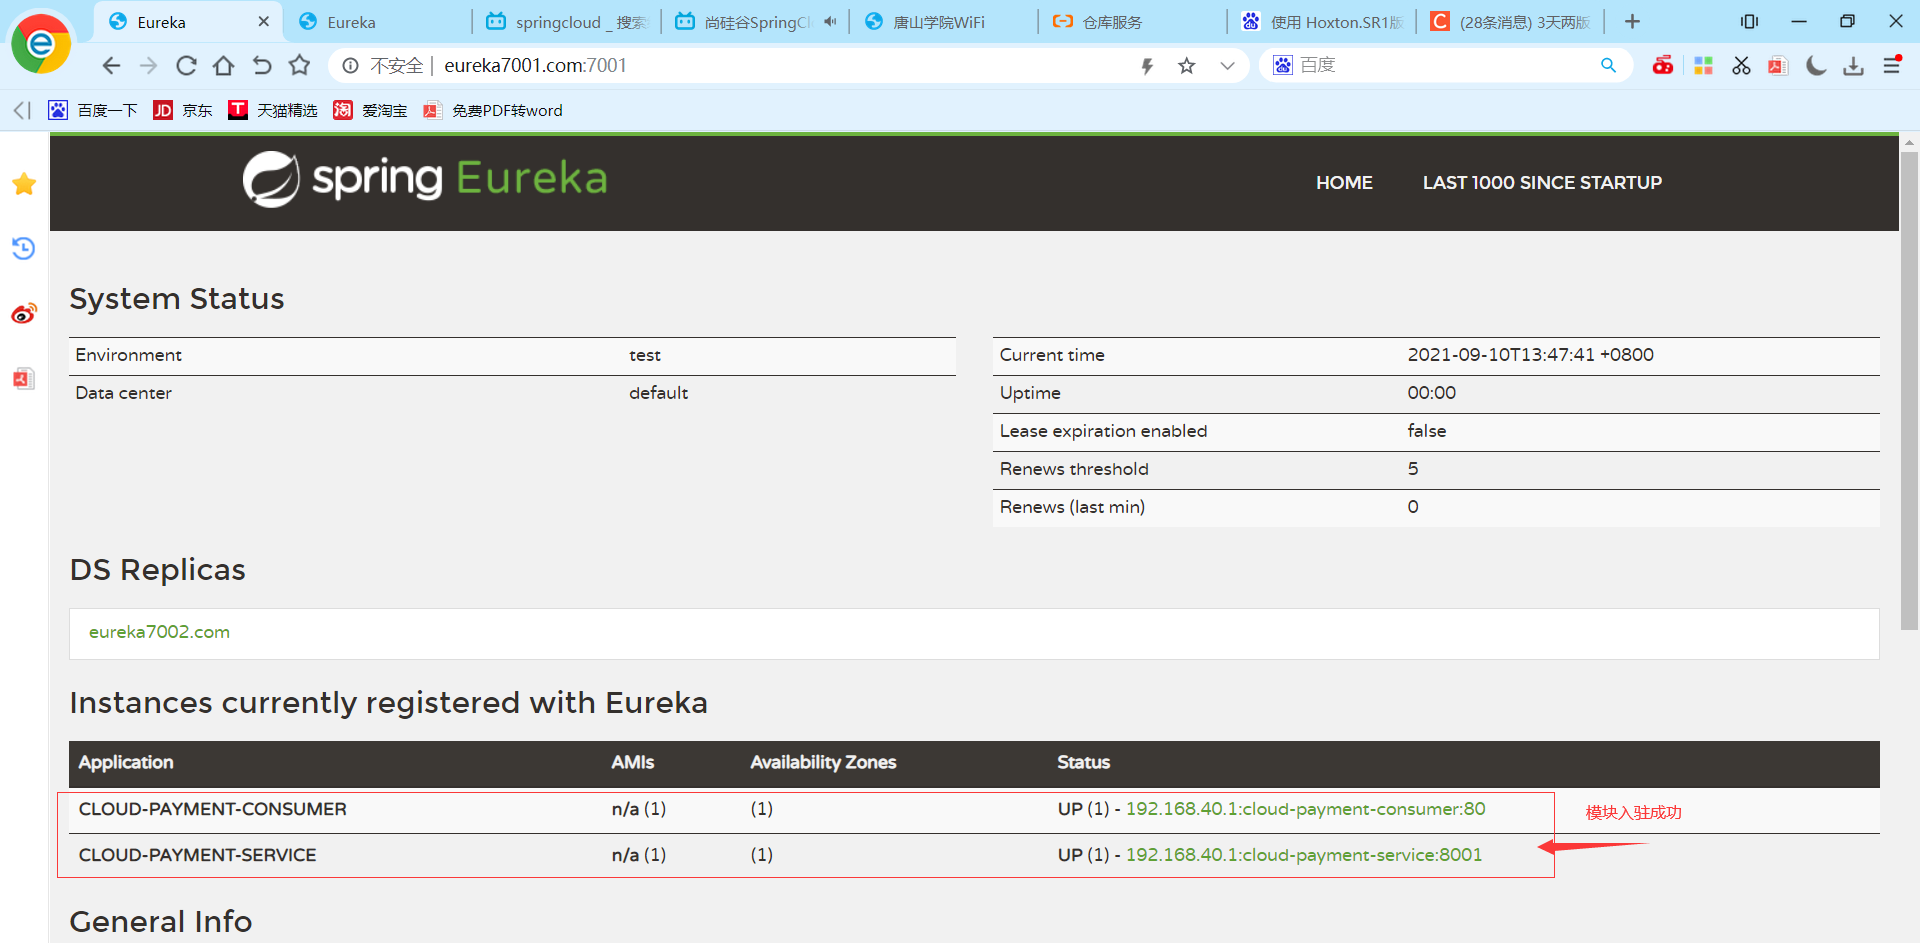 Eureka
Eureka
springcloud _ 搜索
尚硅谷SpringCl
唐山学院WiFi
仓库服务
使用 Hoxton.SR1版
(28条消息) 3天两版
不安全
eureka7001.com:7001
百度
百度一下
JD 京东
T 天猫精选
淘 爱淘宝
免费PDF转word
spring Eureka
HOME
LAST 1000 SINCE STARTUP
System Status
Environment test
Data center default
Current time 2021-09-10T13:47:41 +0800
Uptime 00:00
Lease expiration enabled false
Renews threshold 5
Renews (last min) 0
DS Replicas
eureka7002.com
Instances currently registered with Eureka
Application AMIs Availability Zones Status
CLOUD-PAYMENT-CONSUMER n/a (1) (1) UP (1) - 192.168.40.1:cloud-payment-consumer:80
模块入驻成功
CLOUD-PAYMENT-SERVICE n/a (1) (1) UP (1) - 192.168.40.1:cloud-payment-service:8001
General Info